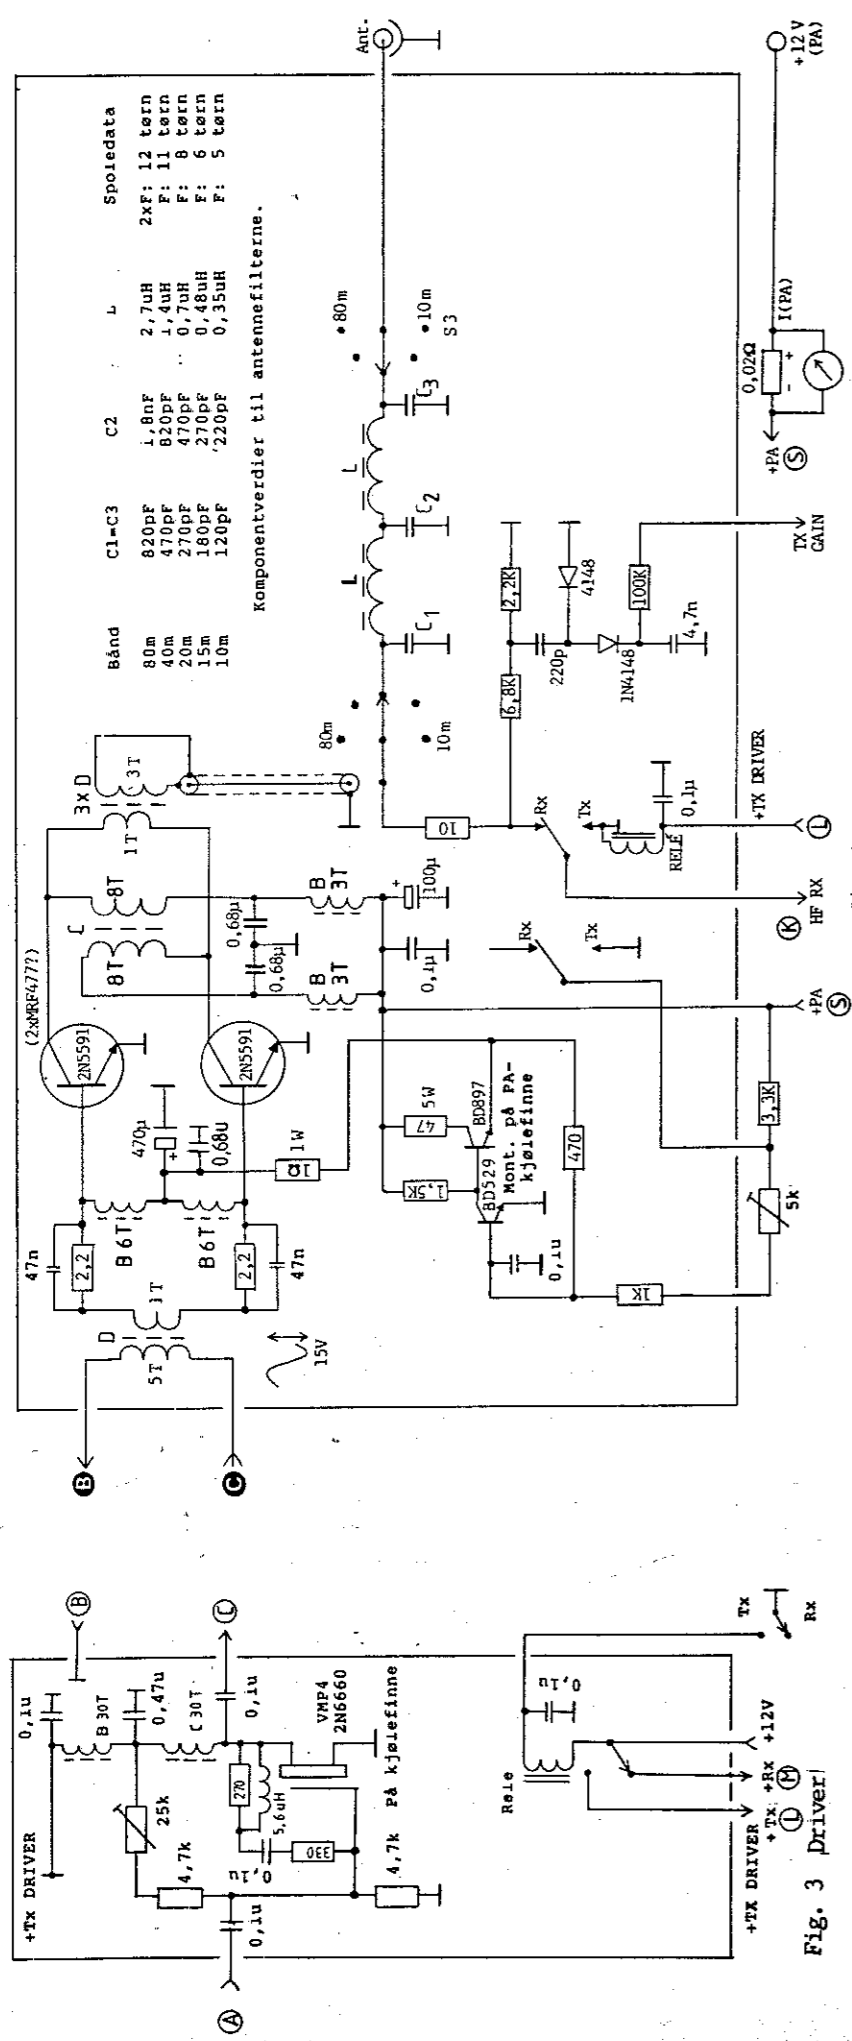 Ant.
Bånd C1=C3 C2 L Spoledata
80m 820pF 1,8nF 2,7uH 2xF: 12 tørn
40m 470pF 820pF 1,4uH F: 11 tørn
20m 270pF 470pF 0,7uH F: 8 tørn
15m 180pF 270pF 0,48uH F: 6 tørn
10m 120pF 220pF 0,35uH F: 5 tørn
Komponentverdier til antennefilterne.
(2xMRF477?)
2N5591
2N5591
8T
8T
C
1T
3T
3xD
0,68µ
0,68µ
B
3T
B
3T
+
100µ
0,1µ
80m
10m
C1
L
C2
L
C3
80m
10m
S3
47n
2,2
B6T
B6T
2,2
47n
D
5T
1T
15V
470µ
+
0,68u
1Ω
1W
47
5W
1,5K
BD897
BD529
Mont. på PA-
kjølefinne
0,1u
470
1K
5k
3,3K
10
6,8K
2,2K
220p
4148
1N4148
100K
4,7n
Rx
Tx
Rx
Tx
RELÉ
0,1µ
+TX DRIVER
L
K
HF RX
+PA
S
TX
GAIN
+PA
S
0,02Ω
- +
I(PA)
+12V
(PA)
B
C
+Tx DRIVER
0,1u
B 30T
0,47u
C 30T
B
C
0,1u
25k
4,7k
270
5,6uH
0,1u
330
VMP4
2N6660
På kjølefinne
4,7k
0,1u
A
Rele
0,1u
Tx
Rx
+TX DRIVER
+Tx
L
+Rx
M
+12V
Fig. 3 Driver